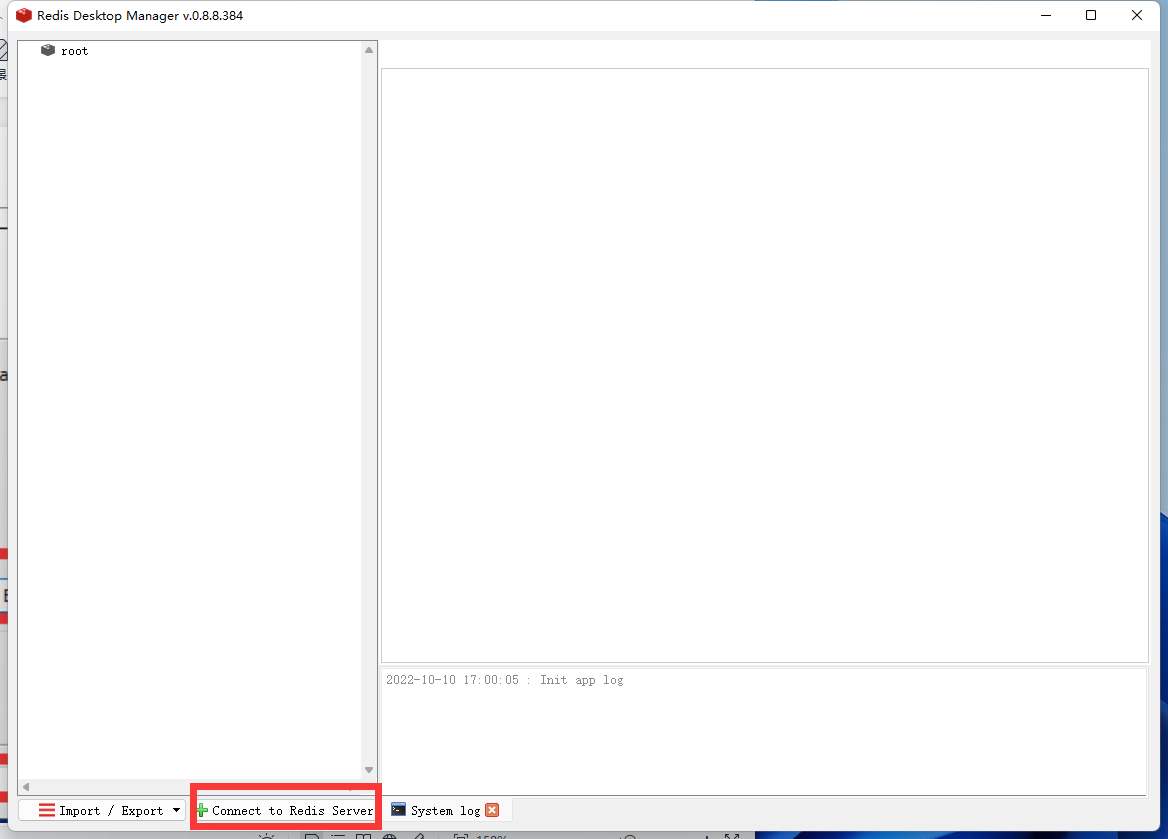 Redis Desktop Manager v.0.8.8.384
root
2022-10-10 17:00:05 : Init app log
Import / Export
Connect to Redis Server
System log